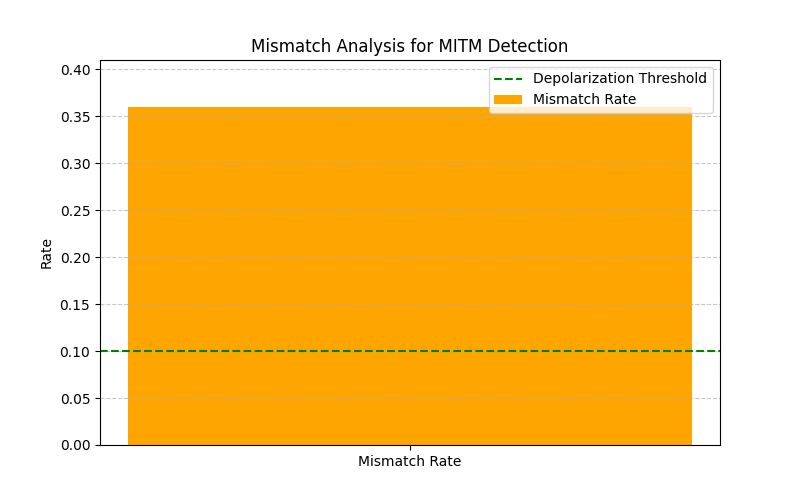 Mismatch Analysis for MITM Detection
Depolarization Threshold
Mismatch Rate
0.40
0.35
0.30
0.25
0.20
0.15
0.10
0.05
0.00
Rate
Mismatch Rate